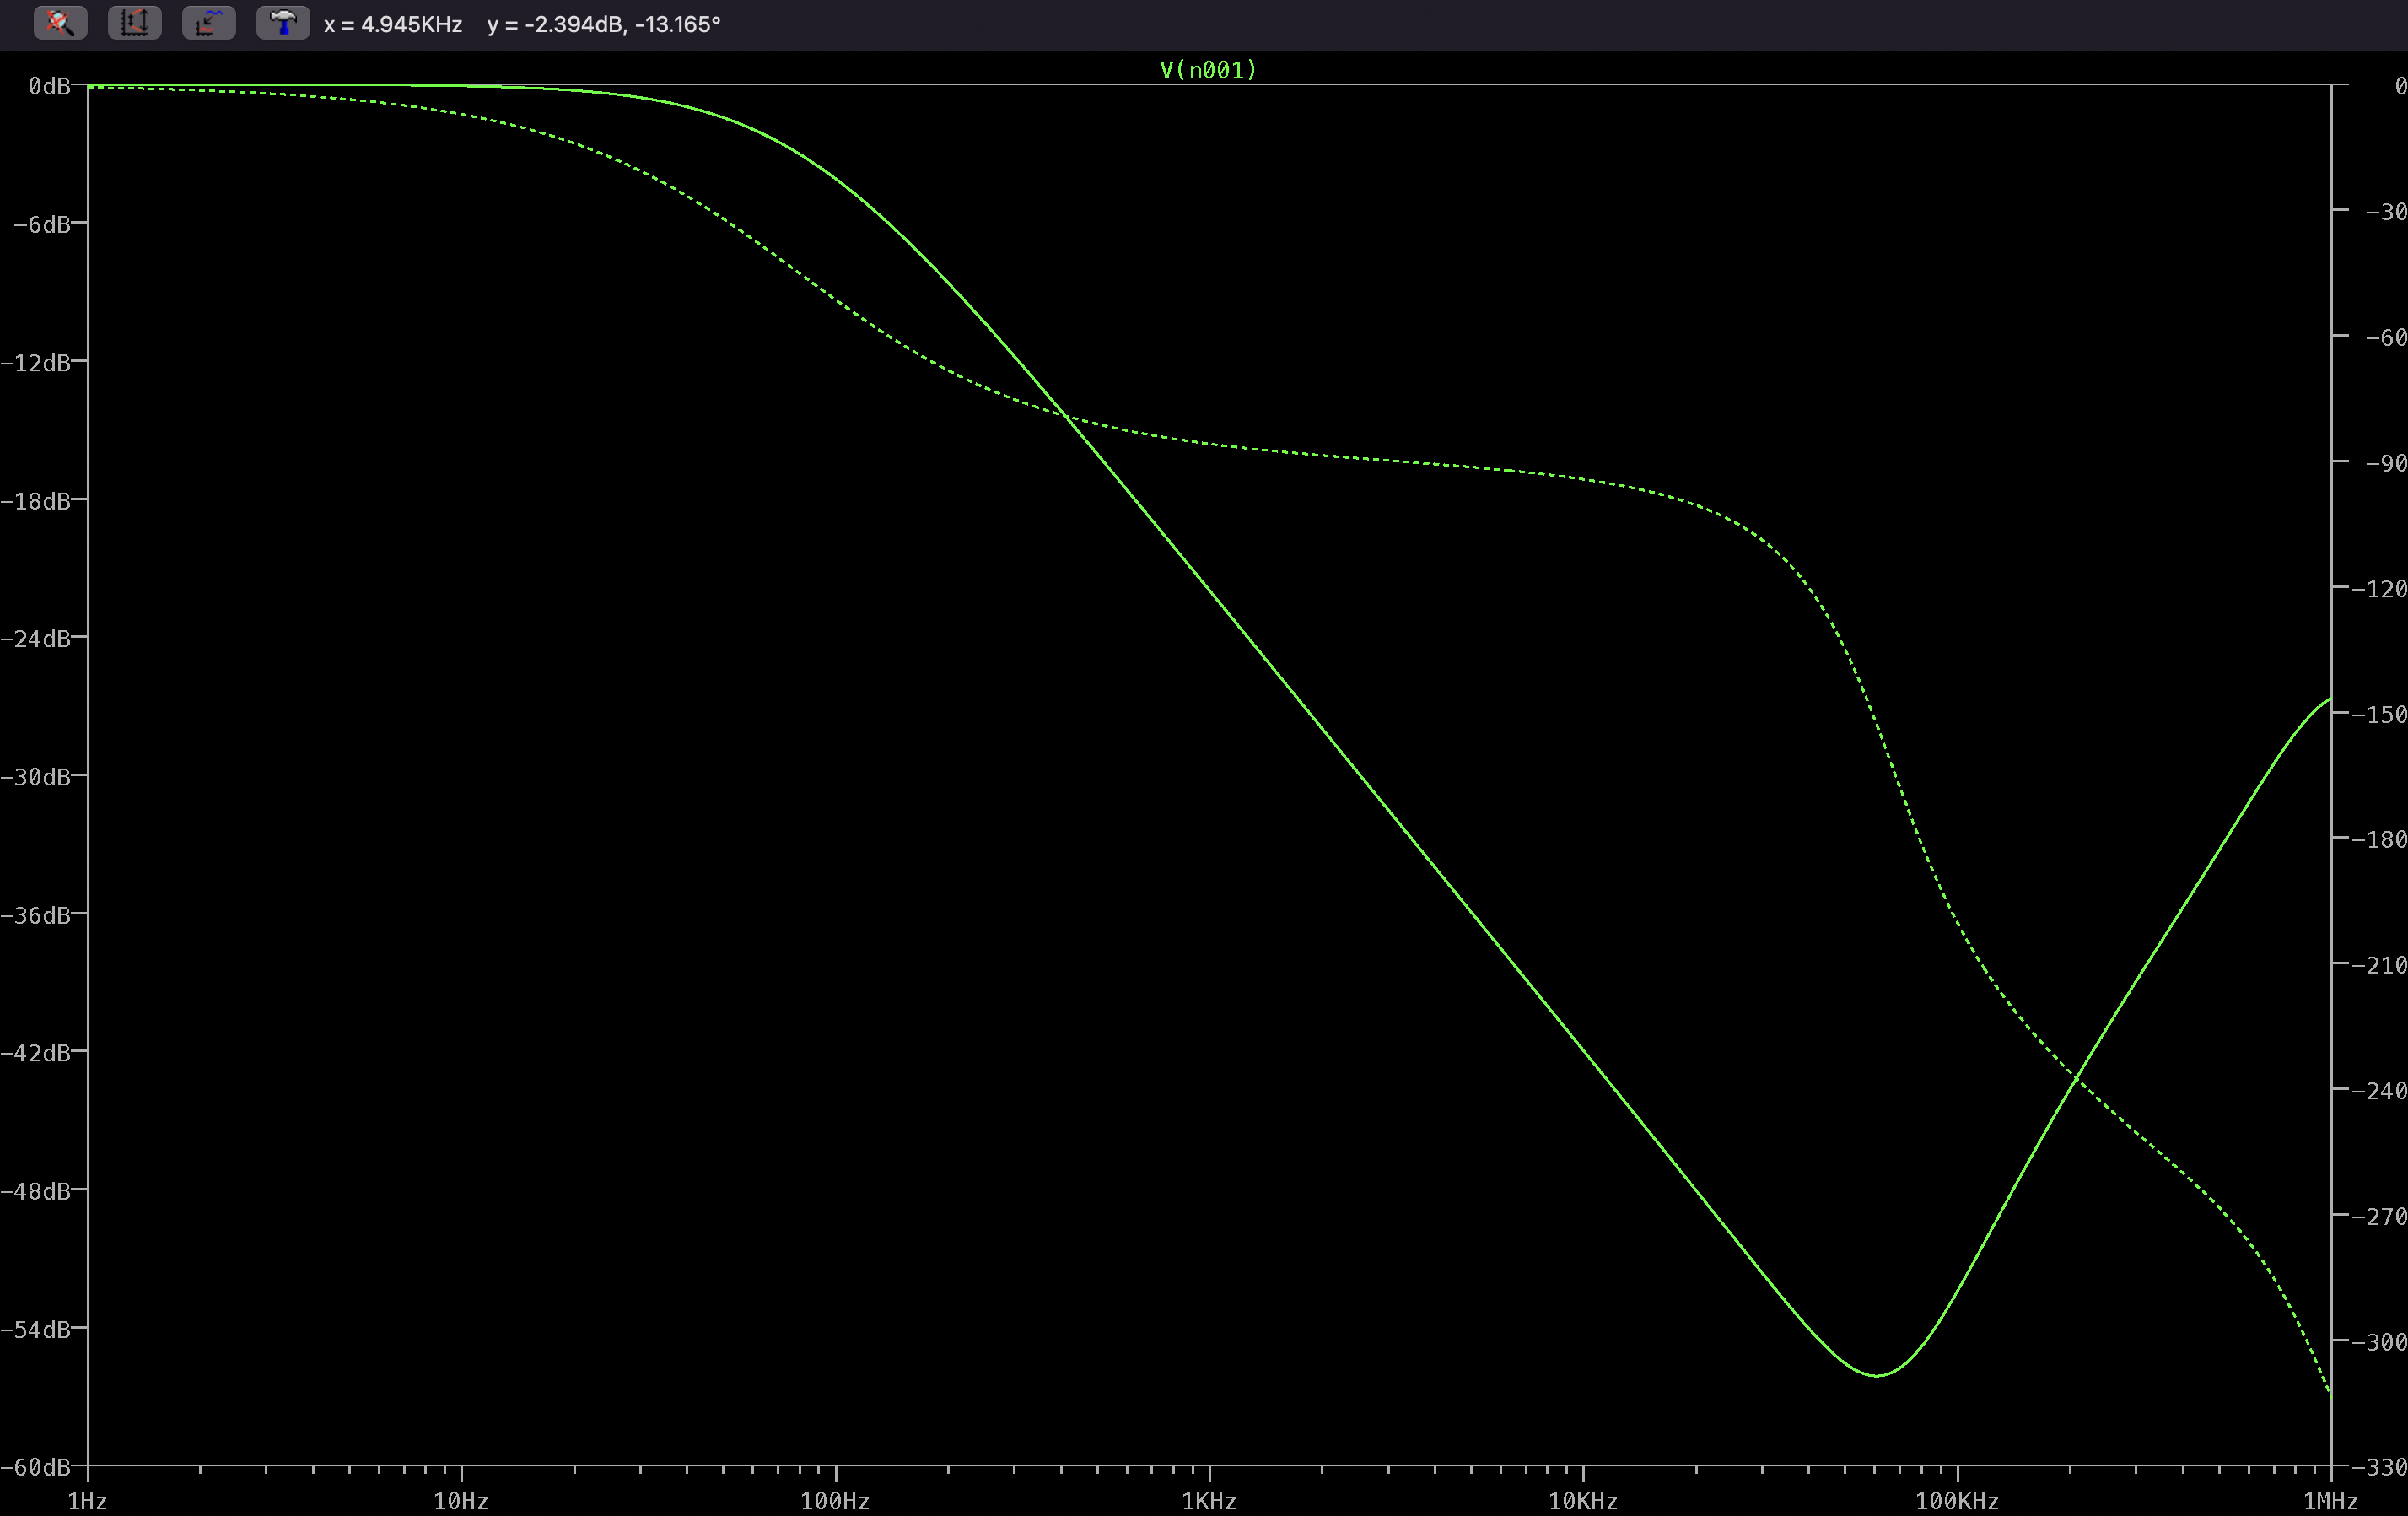 x = 4.945KHz y = -2.394dB, -13.165°
V(n001)
0dB
-6dB
-12dB
-18dB
-24dB
-30dB
-36dB
-42dB
-48dB
-54dB
-60dB
0
-30
-60
-90
-120
-150
-180
-210
-240
-270
-300
-330
1Hz 10Hz 100Hz 1KHz 10KHz 100KHz 1MHz